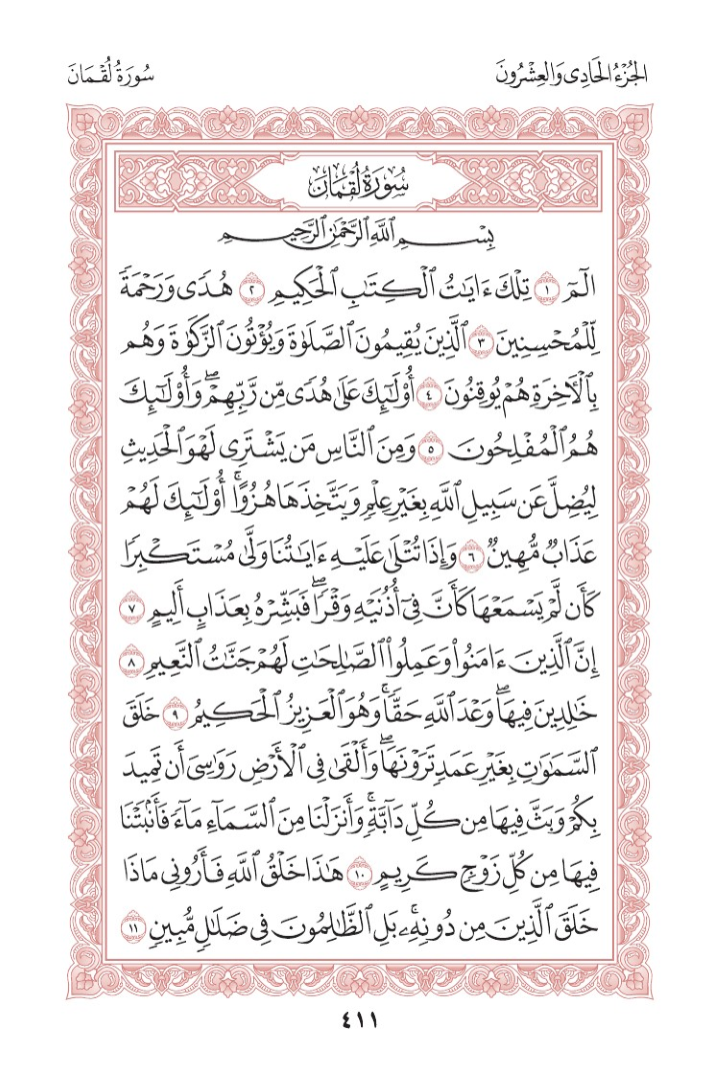 الجُزْءُ الحَادِي وَالعِشْرُونَ
سُورَةُ لُقْمَانَ
سُورَةُ لُقْمَانَ
بِسْمِ ٱللَّهِ ٱلرَّحْمَٰنِ ٱلرَّحِيمِ
الٓمٓ ١ تِلْكَ ءَايَٰتُ ٱلْكِتَٰبِ ٱلْحَكِيمِ ٢ هُدًى وَرَحْمَةً
لِّلْمُحْسِنِينَ ٣ ٱلَّذِينَ يُقِيمُونَ ٱلصَّلَوٰةَ وَيُؤْتُونَ ٱلزَّكَوٰةَ وَهُم
بِٱلْأَخِرَةِ هُمْ يُوقِنُونَ ٤ أُوْلَٰٓئِكَ عَلَىٰ هُدًى مِّن رَّبِّهِمْۖ وَأُوْلَٰٓئِكَ
هُمُ ٱلْمُفْلِحُونَ ٥ وَمِنَ ٱلنَّاسِ مَن يَشْتَرِى لَهْوَ ٱلْحَدِيثِ
لِيُضِلَّ عَن سَبِيلِ ٱللَّهِ بِغَيْرِ عِلْمٍ وَيَتَّخِذَهَا هُزُوًاۚ أُوْلَٰٓئِكَ لَهُمْ
عَذَابٌ مُّهِينٌ ٦ وَإِذَا تُتْلَىٰ عَلَيْهِ ءَايَٰتُنَا وَلَّىٰ مُسْتَكْبِرًا
كَأَن لَّمْ يَسْمَعْهَا كَأَنَّ فِىٓ أُذُنَيْهِ وَقْرًاۖ فَبَشِّرْهُ بِعَذَابٍ أَلِيمٍ ٧
إِنَّ ٱلَّذِينَ ءَامَنُوا۟ وَعَمِلُوا۟ ٱلصَّٰلِحَٰتِ لَهُمْ جَنَّٰتُ ٱلنَّعِيمِ ٨
خَٰلِدِينَ فِيهَاۖ وَعْدَ ٱللَّهِ حَقًّاۚ وَهُوَ ٱلْعَزِيزُ ٱلْحَكِيمُ ٩ خَلَقَ
ٱلسَّمَٰوَٰتِ بِغَيْرِ عَمَدٍ تَرَوْنَهَاۖ وَأَلْقَىٰ فِى ٱلْأَرْضِ رَوَٰسِىَ أَن تَمِيدَ
بِكُمْ وَبَثَّ فِيهَا مِن كُلِّ دَآبَّةٍۚ وَأَنزَلْنَا مِنَ ٱلسَّمَآءِ مَآءً فَأَنۢبَتْنَا
فِيهَا مِن كُلِّ زَوْجٍ كَرِيمٍ ١٠ هَٰذَا خَلْقُ ٱللَّهِ فَأَرُونِى مَاذَا
خَلَقَ ٱلَّذِينَ مِن دُونِهِۦۚ بَلِ ٱلظَّٰلِمُونَ فِى ضَلَٰلٍ مُّبِينٍ ١١
٤١١